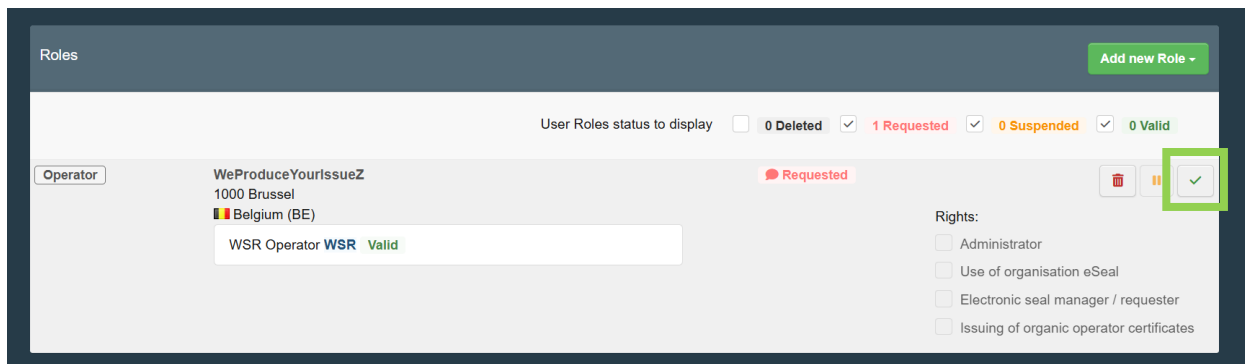 Roles
Add new Role
User Roles status to display 0 Deleted 1 Requested 0 Suspended 0 Valid
Operator WeProduceYourIssueZ Requested
1000 Brussel
Belgium (BE)
Rights:
WSR Operator WSR Valid
Administrator
Use of organisation eSeal
Electronic seal manager / requester
Issuing of organic operator certificates